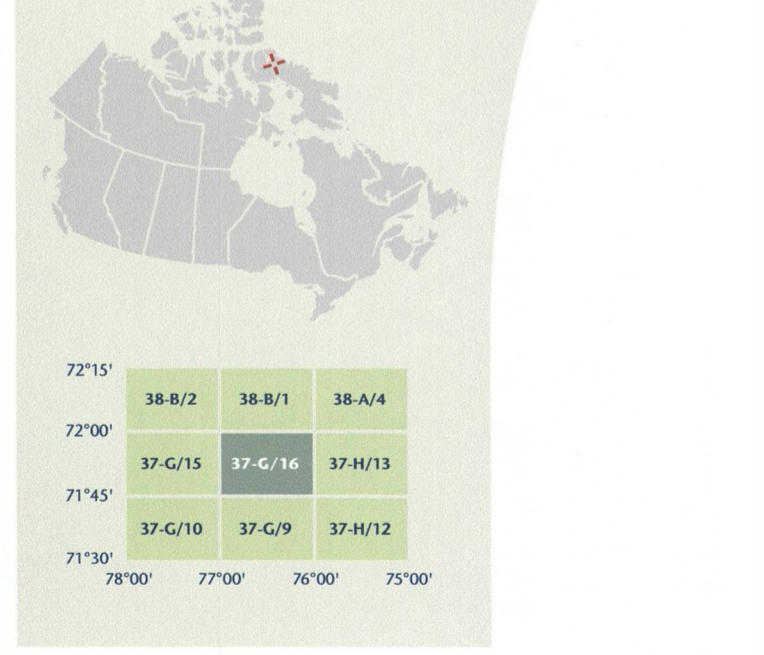 72°15'
38-B/2 38-B/1 38-A/4
72°00'
37-G/15 37-G/16 37-H/13
71°45'
37-G/10 37-G/9 37-H/12
71°30'
78°00' 77°00' 76°00' 75°00'